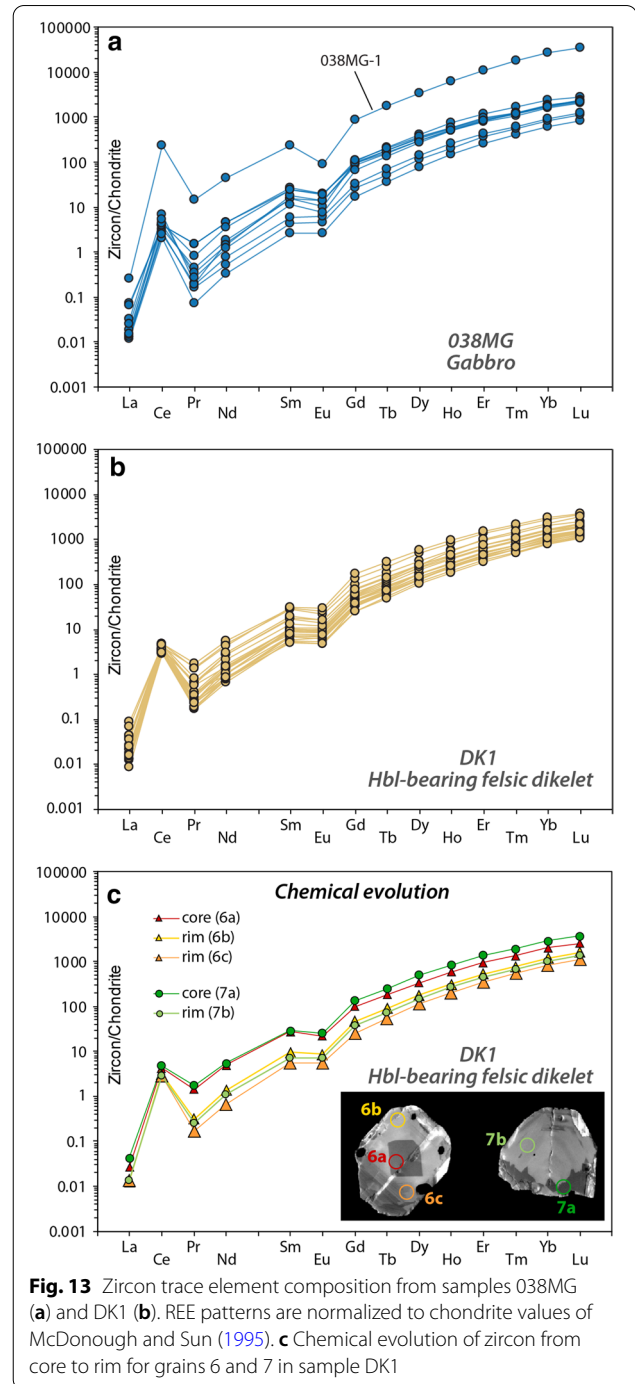 a
100000
10000
1000
100
10
1
0.1
0.01
0.001
Zircon/Chondrite
038MG-1
038MG
Gabbro
La Ce Pr Nd Sm Eu Gd Tb Dy Ho Er Tm Yb Lu
b
100000
10000
1000
100
10
1
0.1
0.01
0.001
Zircon/Chondrite
DK1
Hbl-bearing felsic dikelet
La Ce Pr Nd Sm Eu Gd Tb Dy Ho Er Tm Yb Lu
c
Chemical evolution
100000
10000
1000
100
10
1
0.1
0.01
0.001
Zircon/Chondrite
core (6a)
rim (6b)
rim (6c)
core (7a)
rim (7b)
DK1
Hbl-bearing felsic dikelet
6b
6a
6c
7b
7a
La Ce Pr Nd Sm Eu Gd Tb Dy Ho Er Tm Yb Lu
Fig. 13 Zircon trace element composition from samples 038MG
(a) and DK1 (b). REE patterns are normalized to chondrite values of
McDonough and Sun (1995). c Chemical evolution of zircon from
core to rim for grains 6 and 7 in sample DK1